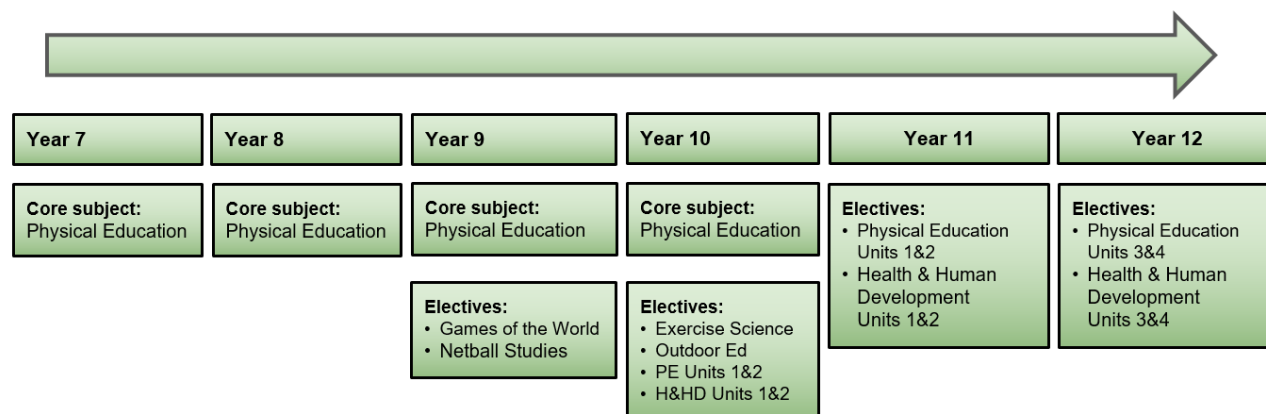 Year 7
Year 8
Year 9
Year 10
Year 11
Year 12
Core subject:
Physical Education
Core subject:
Physical Education
Core subject:
Physical Education
Core subject:
Physical Education
Electives:
• Physical Education
Units 1&2
• Health & Human
Development
Units 1&2
Electives:
• Physical Education
Units 3&4
• Health & Human
Development
Units 3&4
Electives:
• Games of the World
• Netball Studies
Electives:
• Exercise Science
• Outdoor Ed
• PE Units 1&2
• H&HD Units 1&2